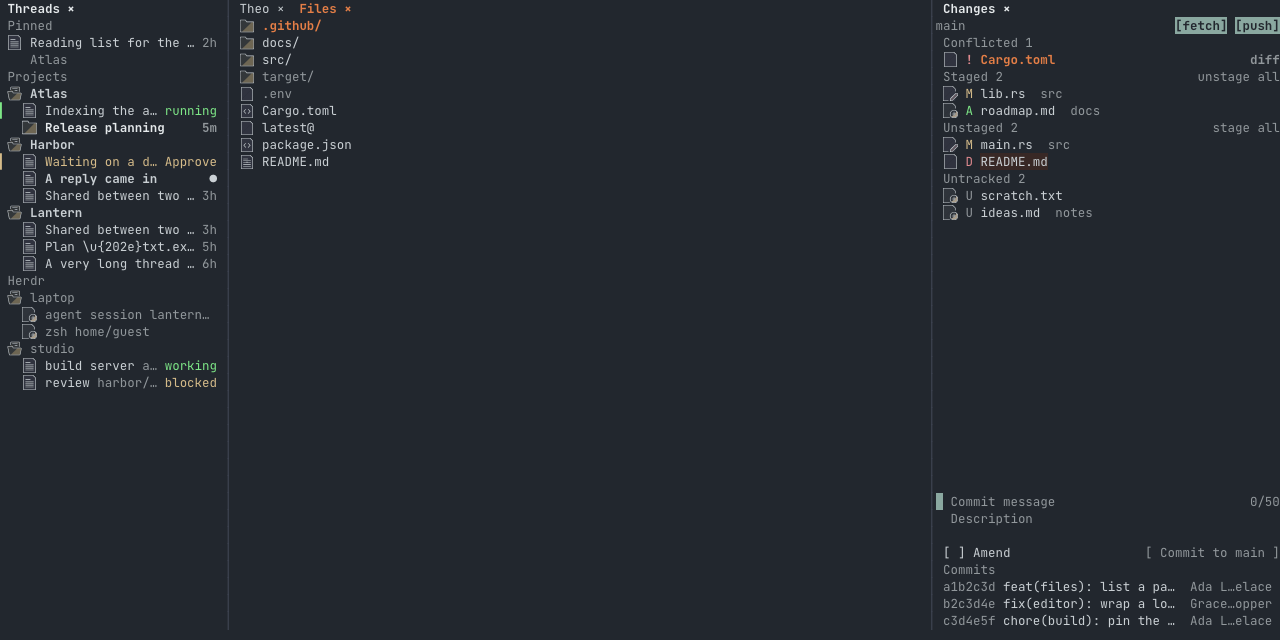 Threads ×
Pinned
Reading list for the … 2h
Atlas
Projects
Atlas
Indexing the a… running
Release planning 5m
Harbor
Waiting on a d… Approve
A reply came in ●
Shared between two … 3h
Lantern
Shared between two … 3h
Plan \u{202e}txt.ex… 5h
A very long thread … 6h
Herdr
laptop
agent session lantern…
zsh home/guest
studio
build server a… working
review harbor/… blocked
Theo × Files ×
.github/
docs/
src/
target/
.env
Cargo.toml
latest@
package.json
README.md
Changes ×
main [fetch] [push]
Conflicted 1
! Cargo.toml diff
Staged 2 unstage all
M lib.rs src
A roadmap.md docs
Unstaged 2 stage all
M main.rs src
D README.md
Untracked 2
U scratch.txt
U ideas.md notes
Commit message 0/50
Description
[ ] Amend [ Commit to main ]
Commits
a1b2c3d feat(files): list a pa… Ada L…elace
b2c3d4e fix(editor): wrap a lo… Grace…opper
c3d4e5f chore(build): pin the … Ada L…elace